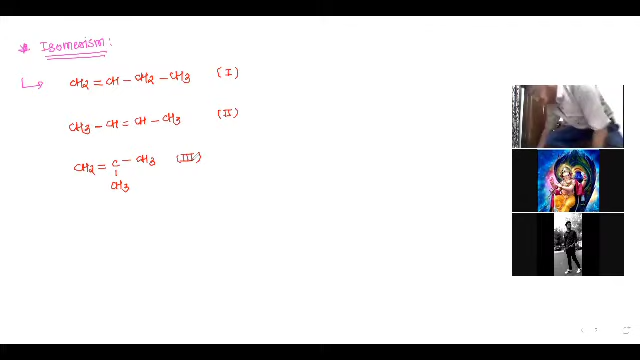 * Isomerism:
↳ CH2 = CH - CH2 - CH3 (I)
CH3 - CH = CH - CH3 (II)
CH2 = C - CH3 (III)
CH3